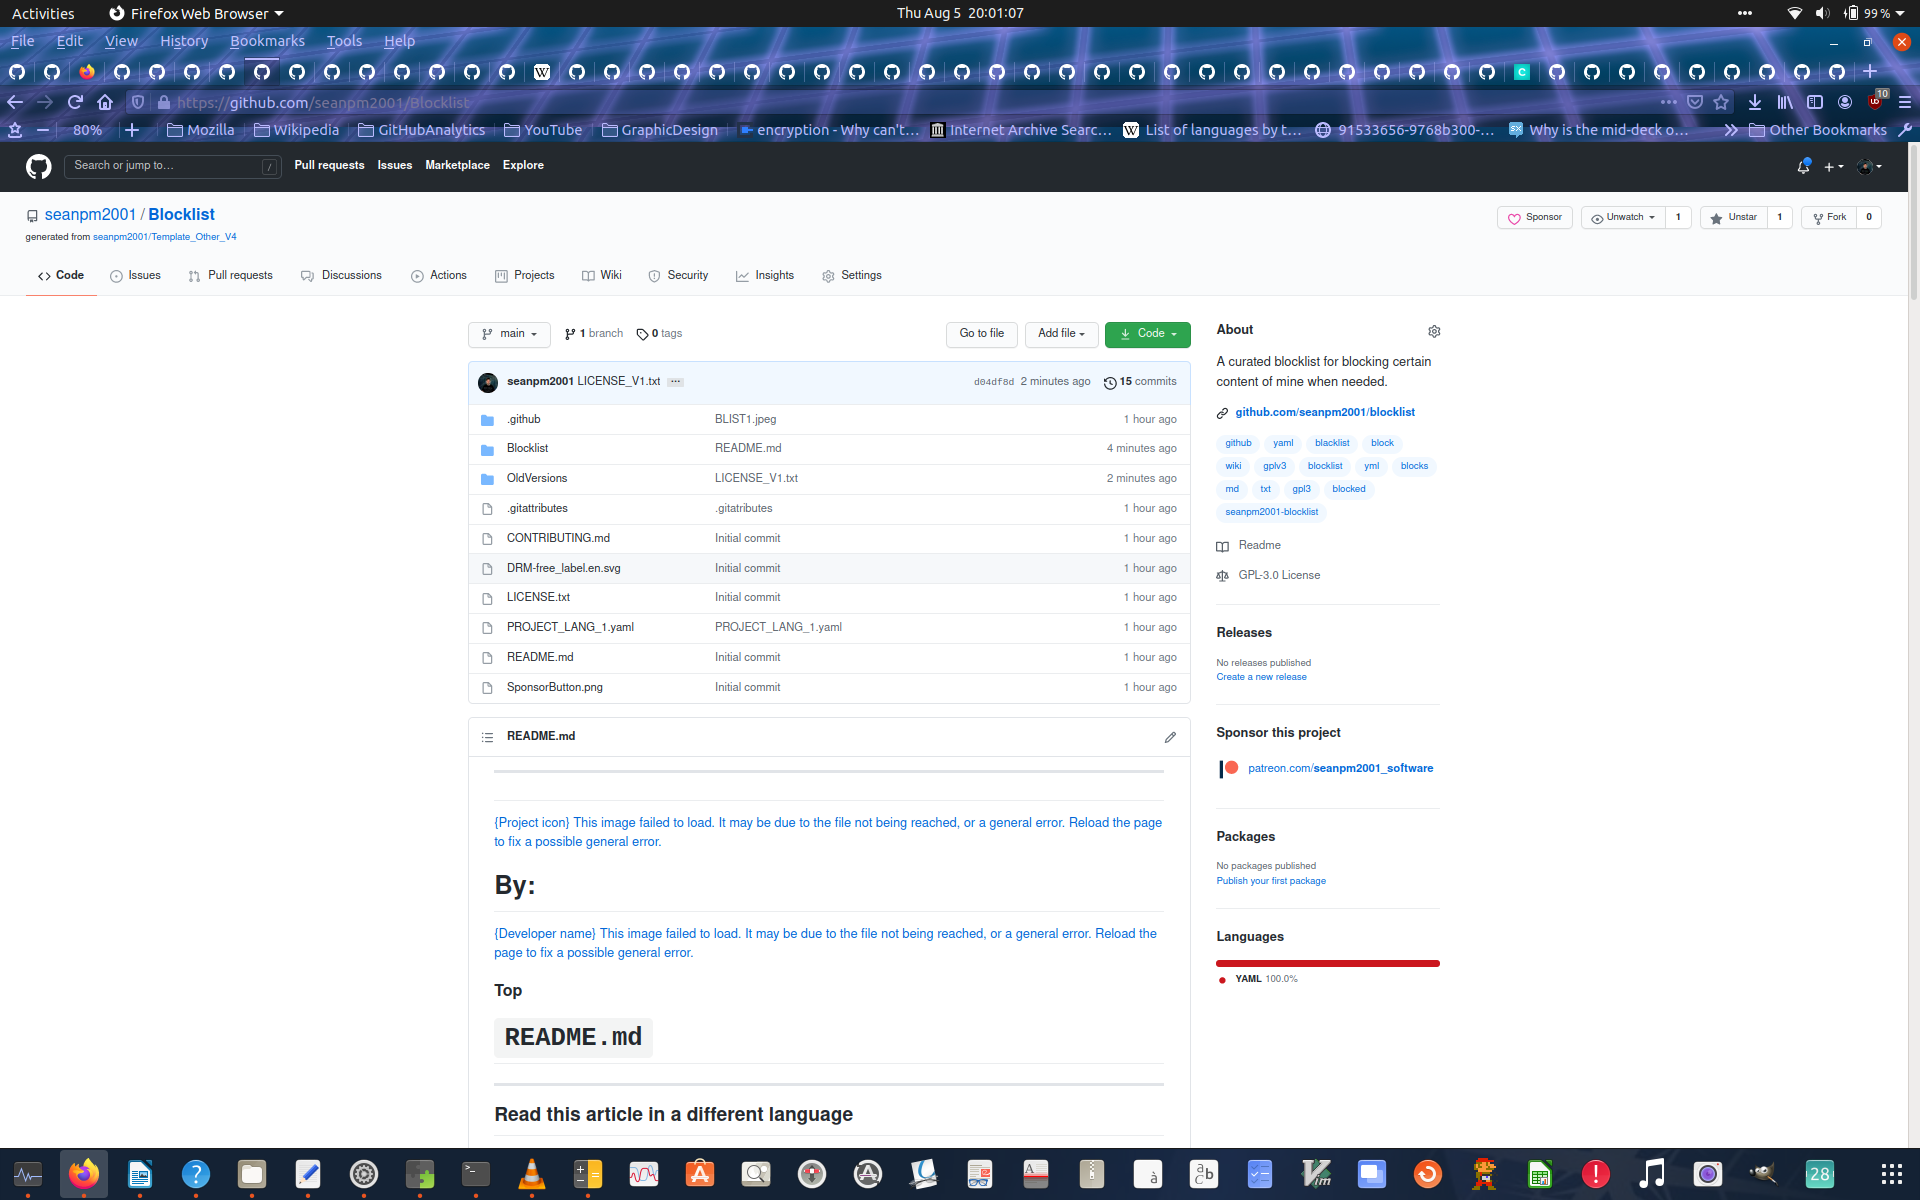 Activities Firefox Web Browser Thu Aug 5 20:01:07 99 %
File Edit View History Bookmarks Tools Help
https://github.com/seanpm2001/Blocklist 10
80% Mozilla Wikipedia GitHubAnalytics YouTube GraphicDesign encryption - Why can't… Internet Archive Searc… List of languages by t… 91533656-9768b300-… Why is the mid-deck o… Other Bookmarks
Search or jump to... / Pull requests Issues Marketplace Explore
seanpm2001 / Blocklist Sponsor Unwatch 1 Unstar 1 Fork 0
generated from seanpm2001/Template_Other_V4
Code Issues Pull requests Discussions Actions Projects Wiki Security Insights Settings
main 1 branch 0 tags Go to file Add file Code
seanpm2001 LICENSE_V1.txt ... d04df8d 2 minutes ago 15 commits
.github BLIST1.jpeg 1 hour ago
Blocklist README.md 4 minutes ago
OldVersions LICENSE_V1.txt 2 minutes ago
.gitattributes .gitatributes 1 hour ago
CONTRIBUTING.md Initial commit 1 hour ago
DRM-free_label.en.svg Initial commit 1 hour ago
LICENSE.txt Initial commit 1 hour ago
PROJECT_LANG_1.yaml PROJECT_LANG_1.yaml 1 hour ago
README.md Initial commit 1 hour ago
SponsorButton.png Initial commit 1 hour ago
README.md
{Project icon} This image failed to load. It may be due to the file not being reached, or a general error. Reload the page
to fix a possible general error.
By:
{Developer name} This image failed to load. It may be due to the file not being reached, or a general error. Reload the
page to fix a possible general error.
Top
README.md
Read this article in a different language
About
A curated blocklist for blocking certain
content of mine when needed.
github.com/seanpm2001/blocklist
github yaml blacklist block
wiki gplv3 blocklist yml blocks
md txt gpl3 blocked
seanpm2001-blocklist
Readme
GPL-3.0 License
Releases
No releases published
Create a new release
Sponsor this project
patreon.com/seanpm2001_software
Packages
No packages published
Publish your first package
Languages
YAML 100.0%
28